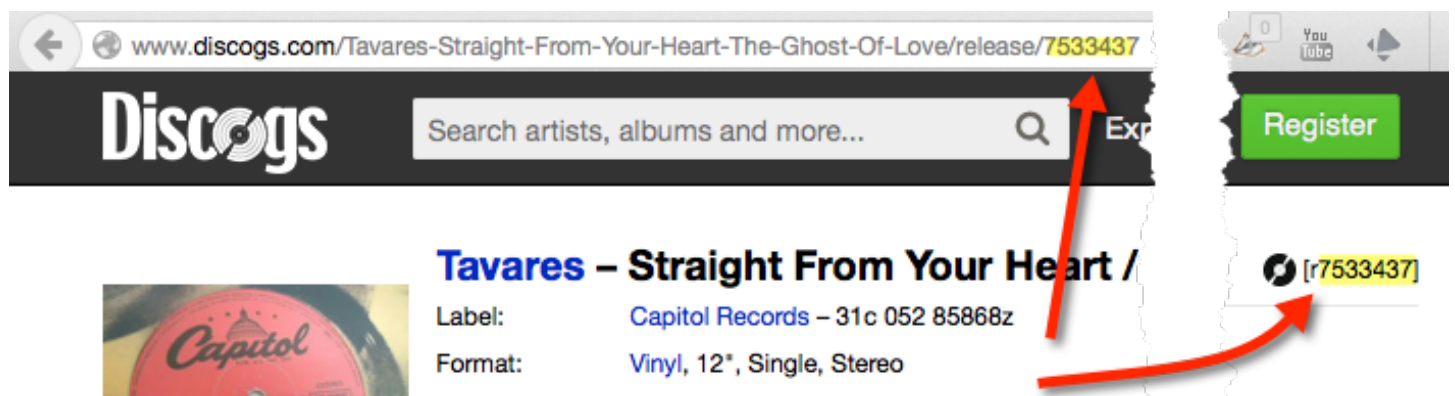 www.discogs.com/Tavares-Straight-From-Your-Heart-The-Ghost-Of-Love/release/7533437
0
You
Tube
Discogs
Search artists, albums and more...
Exp
Register
Tavares – Straight From Your Heart /
[r7533437]
Label:
Capitol Records – 31c 052 85868z
Format:
Vinyl, 12", Single, Stereo
Capitol